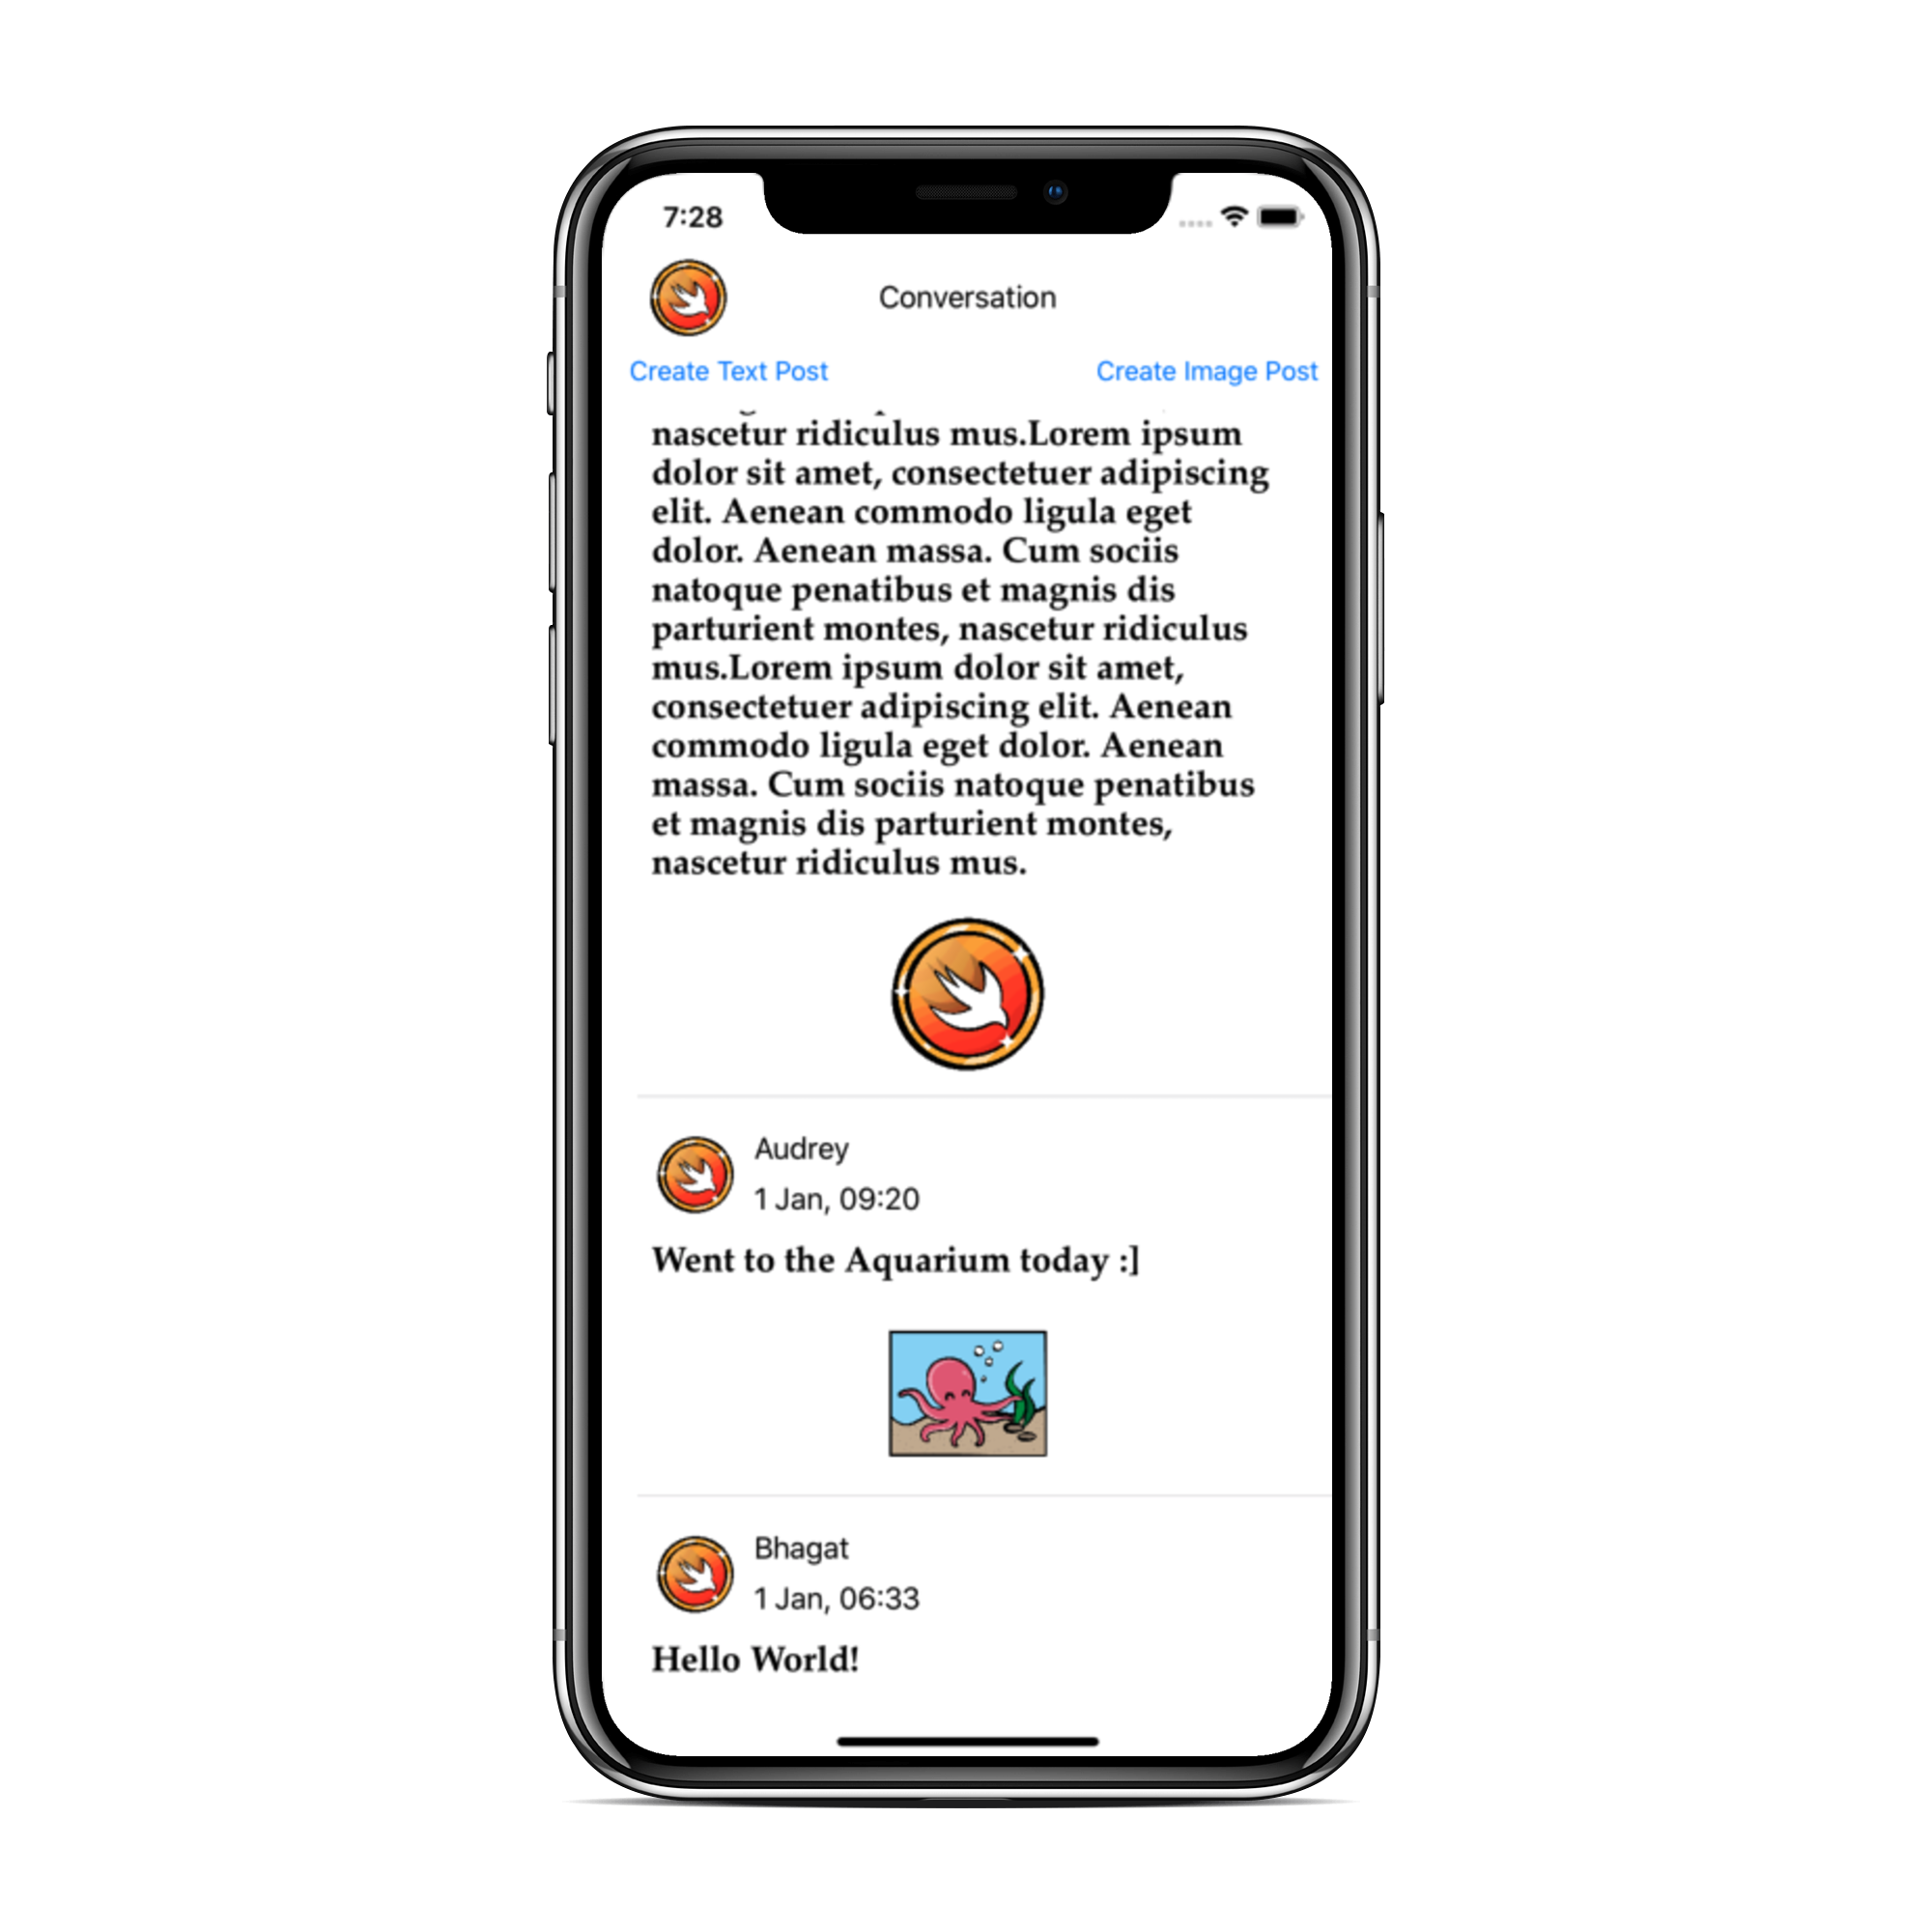 7:28
Conversation
Create Text Post
Create Image Post
nascetur ridiculus mus.Lorem ipsum
dolor sit amet, consectetuer adipiscing
elit. Aenean commodo ligula eget
dolor. Aenean massa. Cum sociis
natoque penatibus et magnis dis
parturient montes, nascetur ridiculus
mus.Lorem ipsum dolor sit amet,
consectetuer adipiscing elit. Aenean
commodo ligula eget dolor. Aenean
massa. Cum sociis natoque penatibus
et magnis dis parturient montes,
nascetur ridiculus mus.
Audrey
1 Jan, 09:20
Went to the Aquarium today :]
Bhagat
1 Jan, 06:33
Hello World!